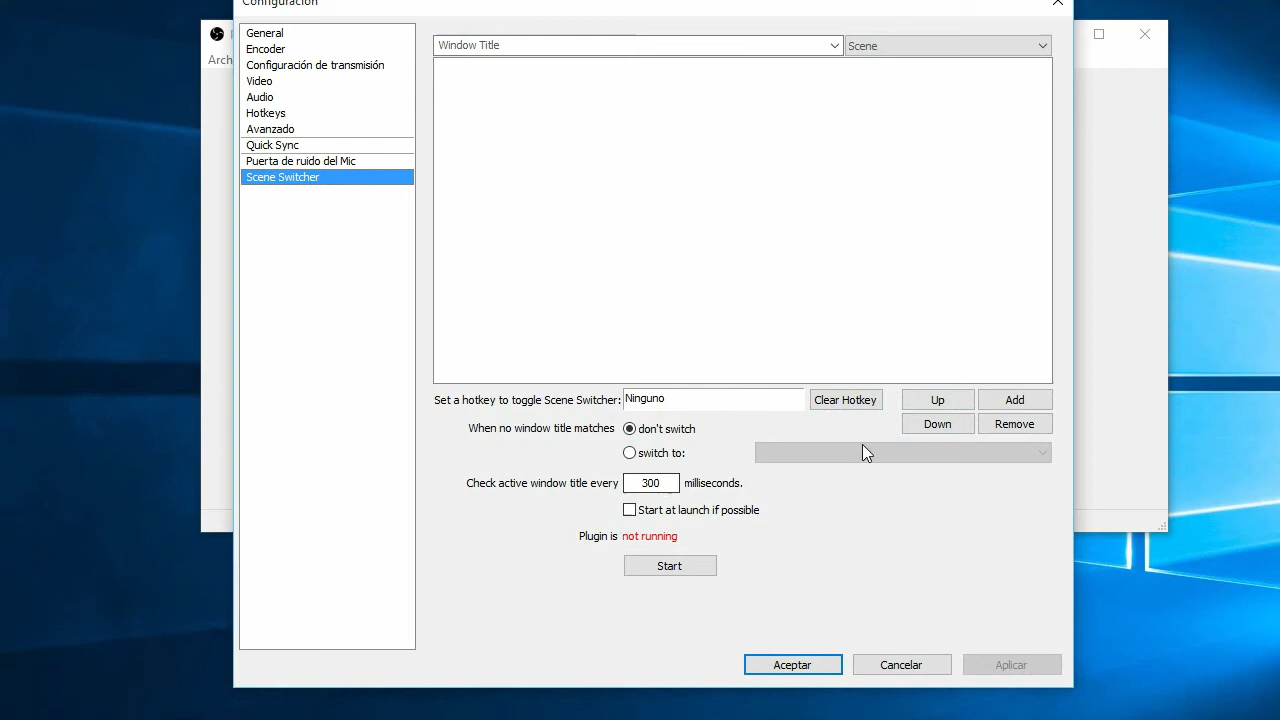 Configuración
Arch
General
Encoder
Configuración de transmisión
Video
Audio
Hotkeys
Avanzado
Quick Sync
Puerta de ruido del Mic
Scene Switcher
Window Title
Scene
Set a hotkey to toggle Scene Switcher:
Ninguno
Clear Hotkey
Up
Add
When no window title matches
don't switch
Down
Remove
switch to:
Check active window title every
300
milliseconds.
Start at launch if possible
Plugin is
not running
Start
Aceptar
Cancelar
Aplicar